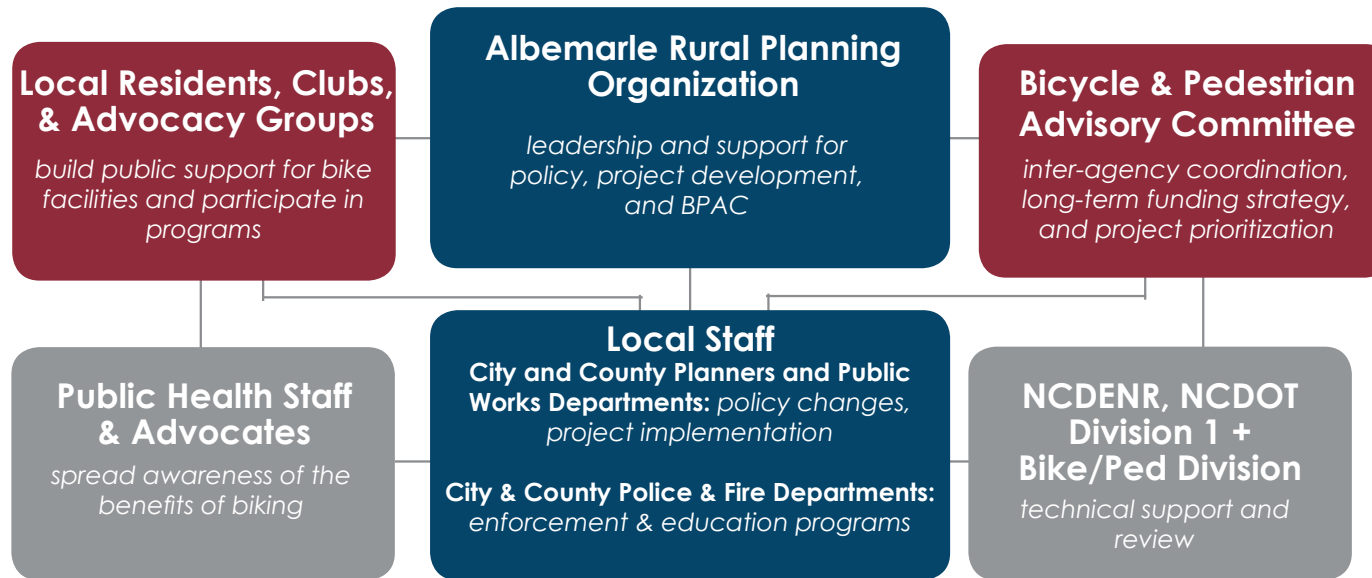 Local Residents, Clubs,
& Advocacy Groups
build public support for bike
facilities and participate in
programs
Albemarle Rural Planning
Organization
leadership and support for
policy, project development,
and BPAC
Bicycle & Pedestrian
Advisory Committee
inter-agency coordination,
long-term funding strategy,
and project prioritization
Public Health Staff
& Advocates
spread awareness of the
benefits of biking
Local Staff
City and County Planners and Public
Works Departments: policy changes,
project implementation
City & County Police & Fire Departments:
enforcement & education programs
NCDENR, NCDOT
Division 1 +
Bike/Ped Division
technical support and
review